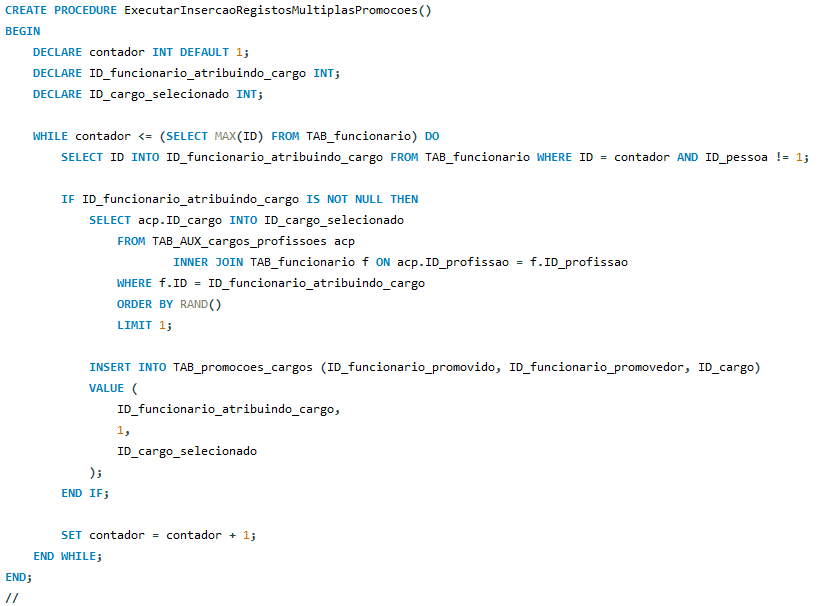 CREATE PROCEDURE ExecutarInsercaoRegistosMultiplasPromocoes()
BEGIN
    DECLARE contador INT DEFAULT 1;
    DECLARE ID_funcionario_atribuindo_cargo INT;
    DECLARE ID_cargo_selecionado INT;

    WHILE contador <= (SELECT MAX(ID) FROM TAB_funcionario) DO
        SELECT ID INTO ID_funcionario_atribuindo_cargo FROM TAB_funcionario WHERE ID = contador AND ID_pessoa != 1;

        IF ID_funcionario_atribuindo_cargo IS NOT NULL THEN
            SELECT acp.ID_cargo INTO ID_cargo_selecionado
                FROM TAB_AUX_cargos_profissoes acp
                        INNER JOIN TAB_funcionario f ON acp.ID_profissao = f.ID_profissao
                WHERE f.ID = ID_funcionario_atribuindo_cargo
                ORDER BY RAND()
                LIMIT 1;

            INSERT INTO TAB_promocoes_cargos (ID_funcionario_promovido, ID_funcionario_promovedor, ID_cargo)
            VALUE (
                ID_funcionario_atribuindo_cargo,
                1,
                ID_cargo_selecionado
            );
        END IF;

        SET contador = contador + 1;
    END WHILE;
END;
//